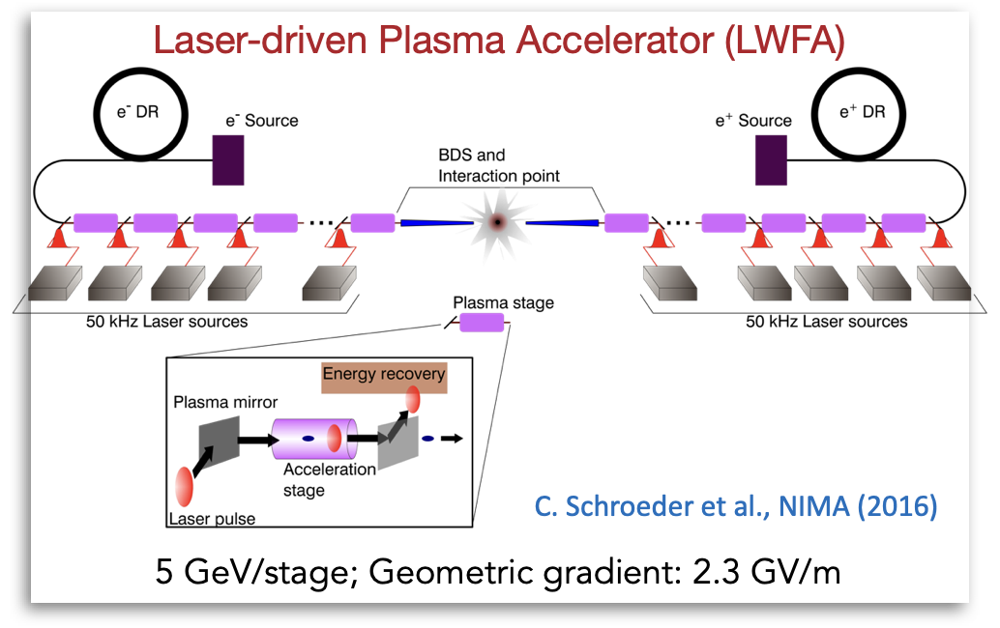 Laser-driven Plasma Accelerator (LWFA)
e- DR
e- Source
e+ Source
e+ DR
BDS and
Interaction point
50 kHz Laser sources
50 kHz Laser sources
Plasma stage
Energy recovery
Plasma mirror
Acceleration
stage
Laser pulse
C. Schroeder et al., NIMA (2016)
5 GeV/stage; Geometric gradient: 2.3 GV/m